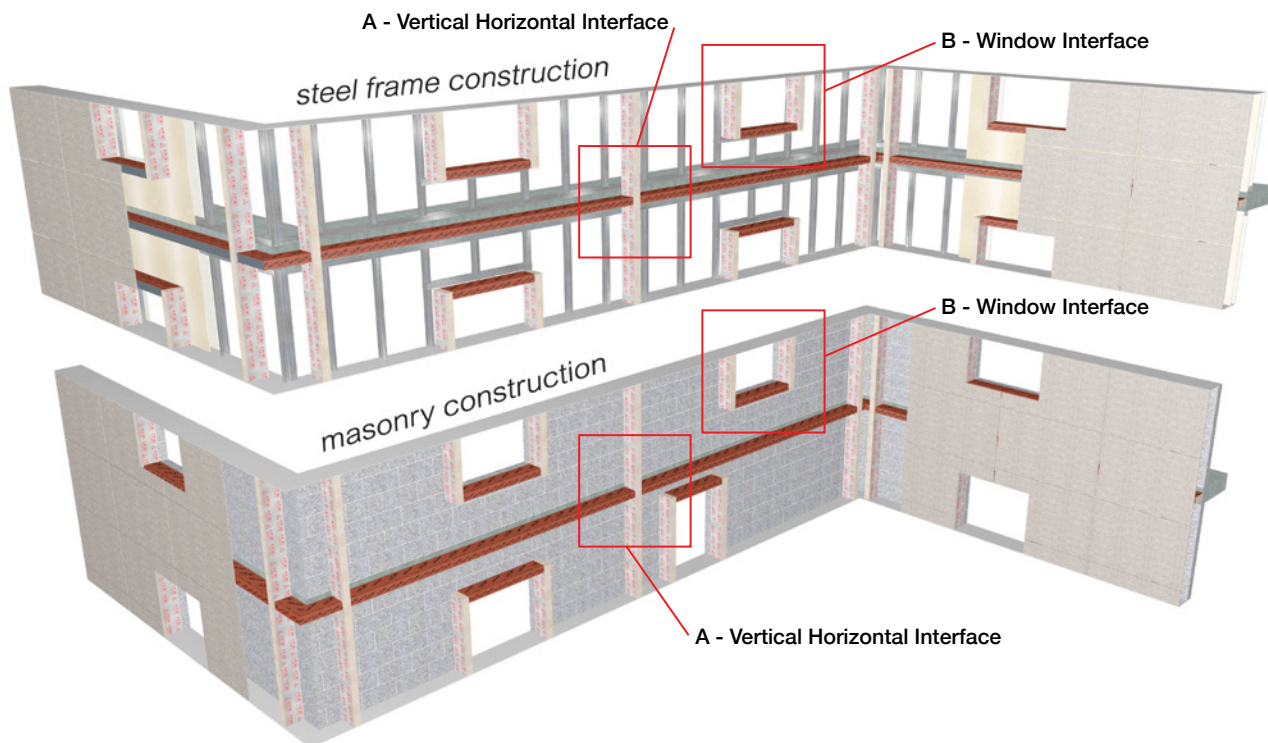 A - Vertical Horizontal Interface
B - Window Interface
steel frame construction
B - Window Interface
masonry construction
A - Vertical Horizontal Interface